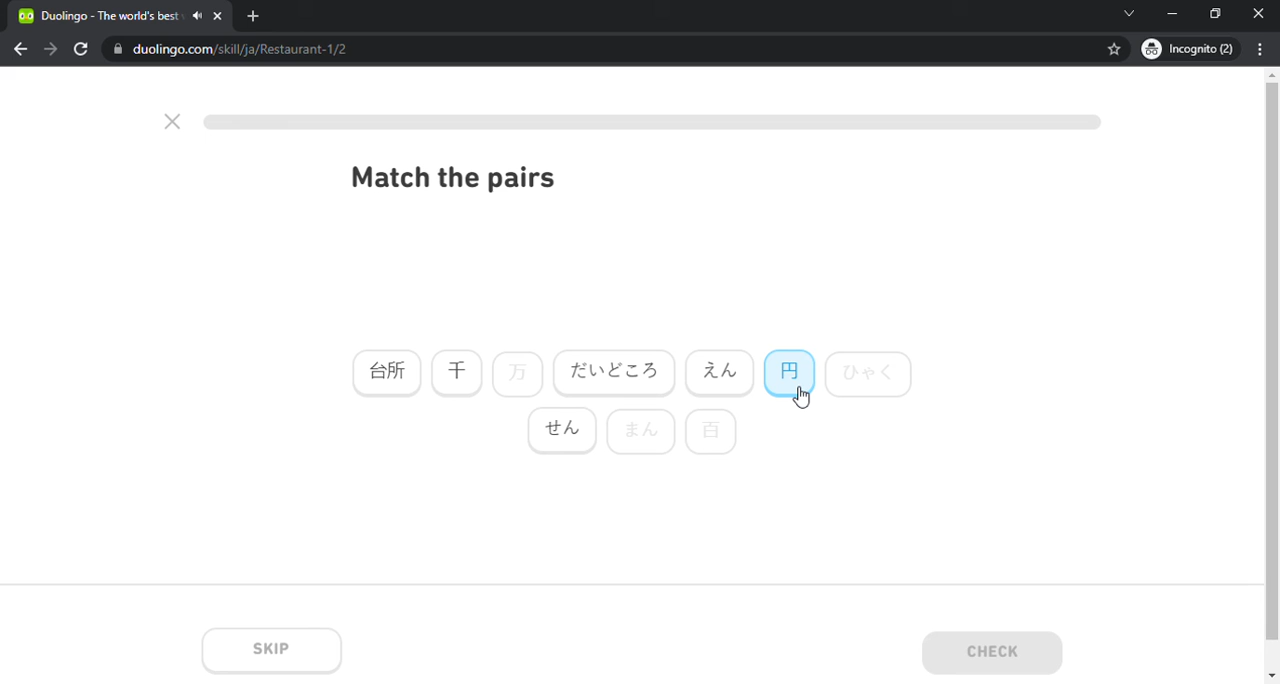 Duolingo - The world's best
duolingo.com/skill/ja/Restaurant-1/2
Incognito (2)
Match the pairs
台所 千 万 だいどころ えん 円 ひゃく
せん まん 百
SKIP
CHECK